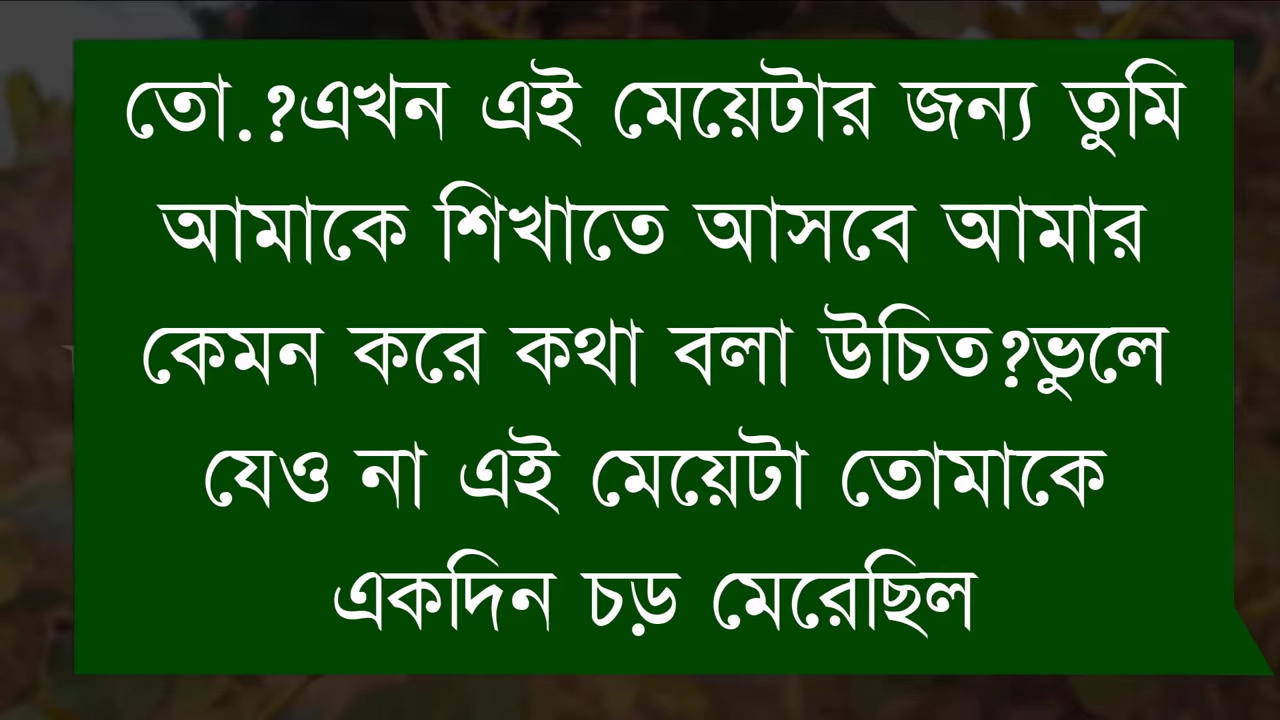 তো.?এখন এই মেয়েটার জন্য তুমি
আমাকে শিখাতে আসবে আমার
কেমন করে কথা বলা উচিত?ভুলে
যেও না এই মেয়েটা তোমাকে
একদিন চড় মেরেছিল